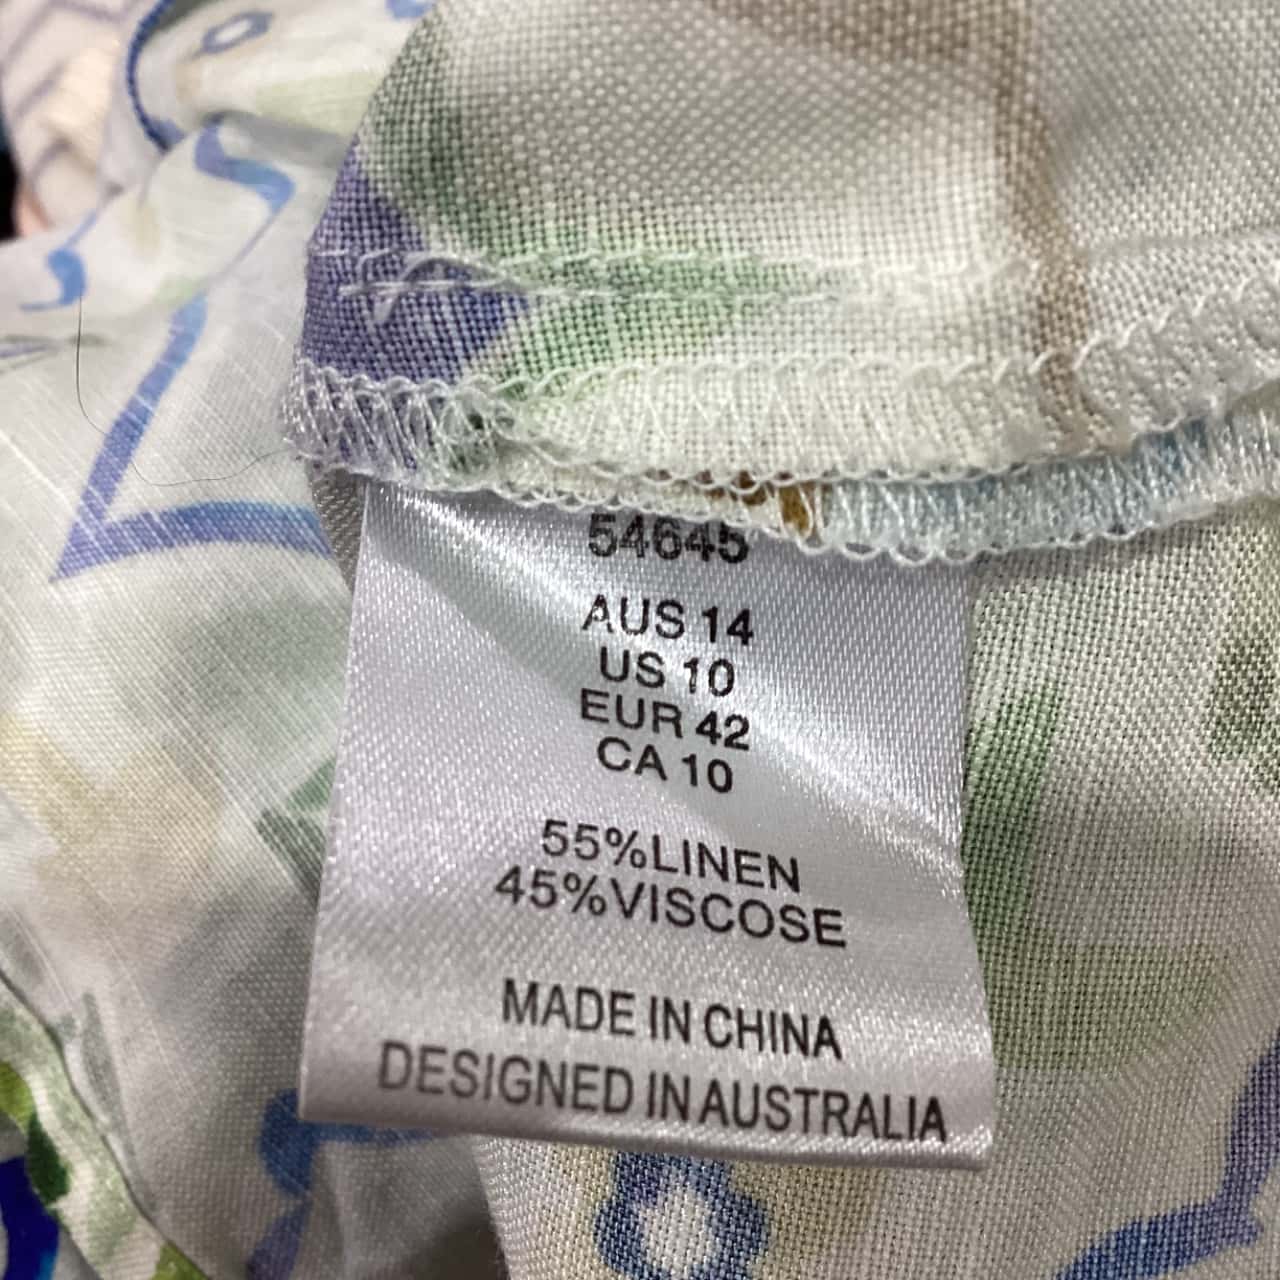 54645
AUS 14
US 10
EUR 42
CA 10
55%LINEN
45%VISCOSE
MADE IN CHINA
DESIGNED IN AUSTRALIA